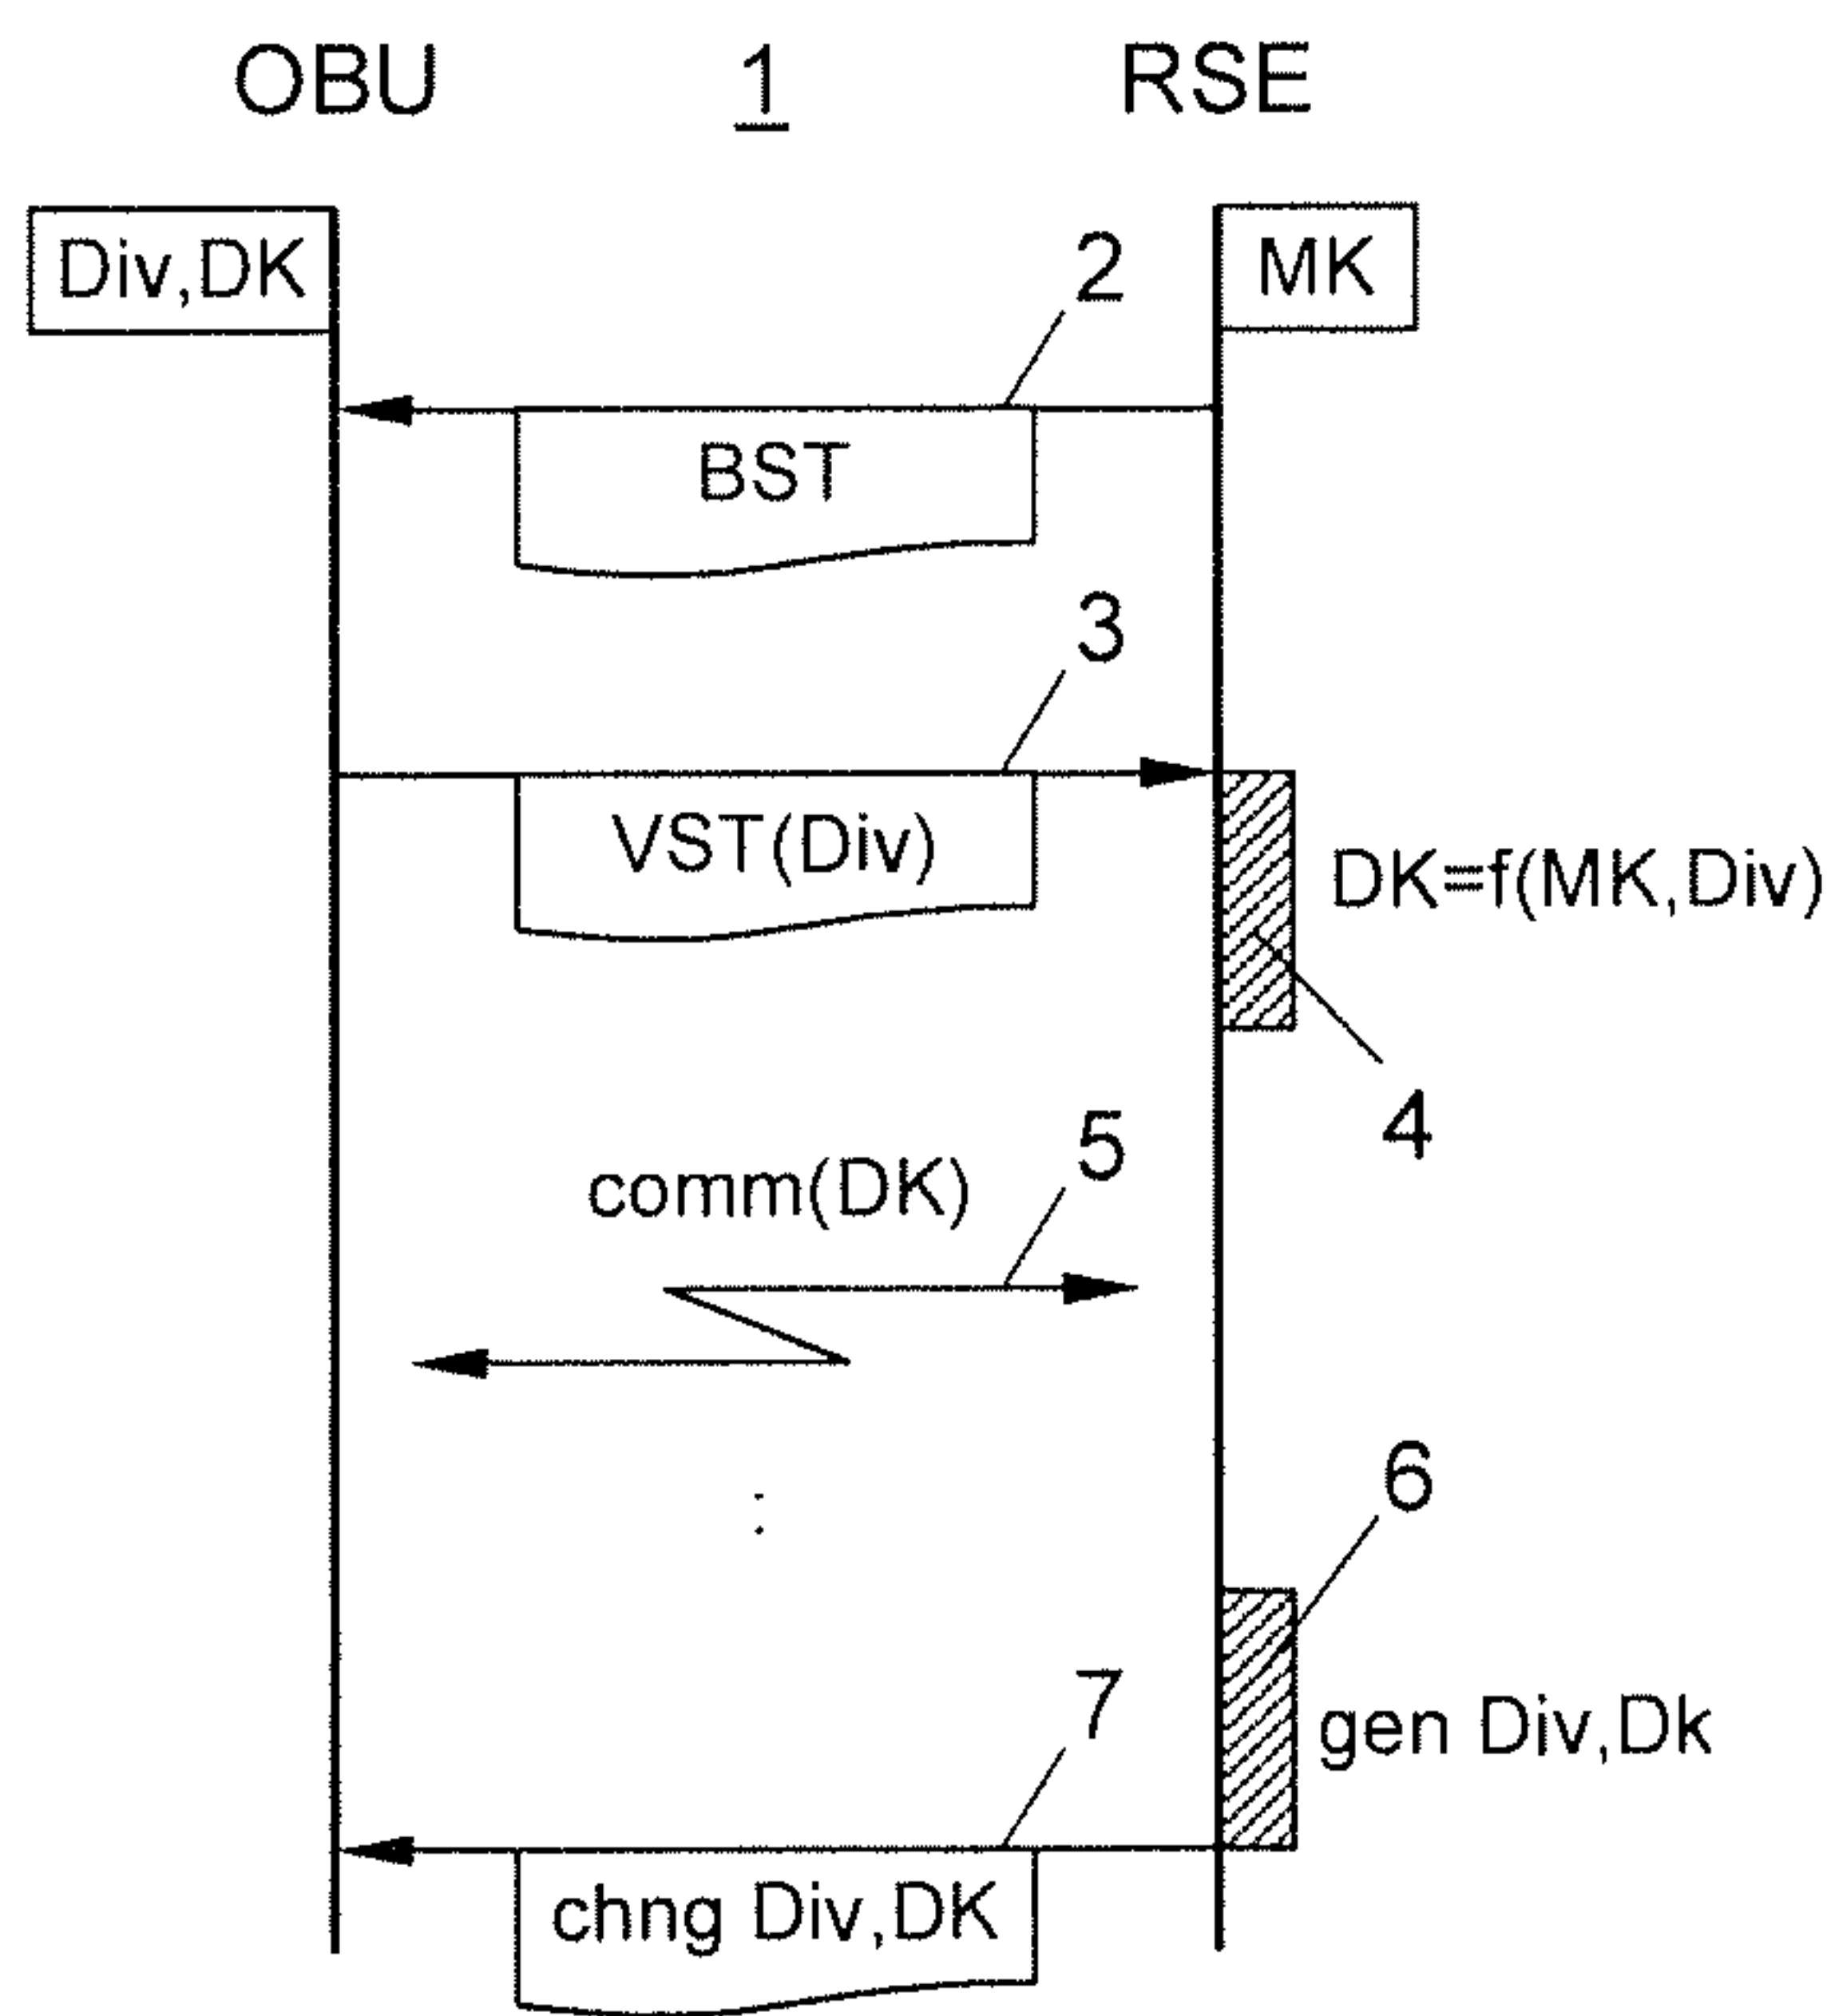 OBU 1 RSE
Div,DK
MK
2
BST
3
VST(Div)
DK=f(MK,Div)
4
5
comm(DK)
6
7
gen Div,Dk
chng Div,DK